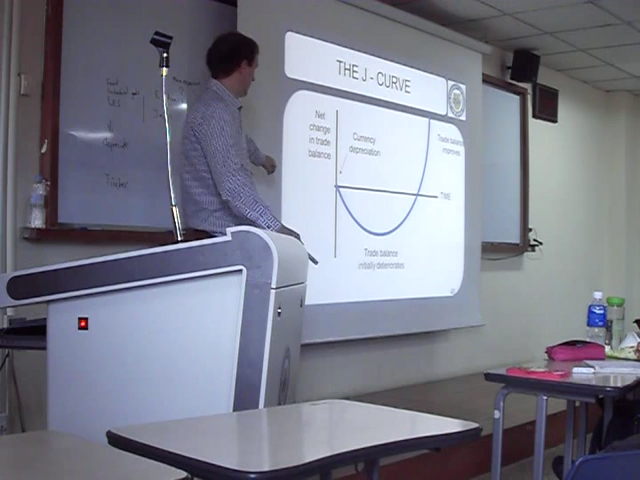 THE J - CURVE
Net
change
in trade
balance
Currency
depreciation
Trade balance
improves
TIME
Trade balance
initially deteriorates